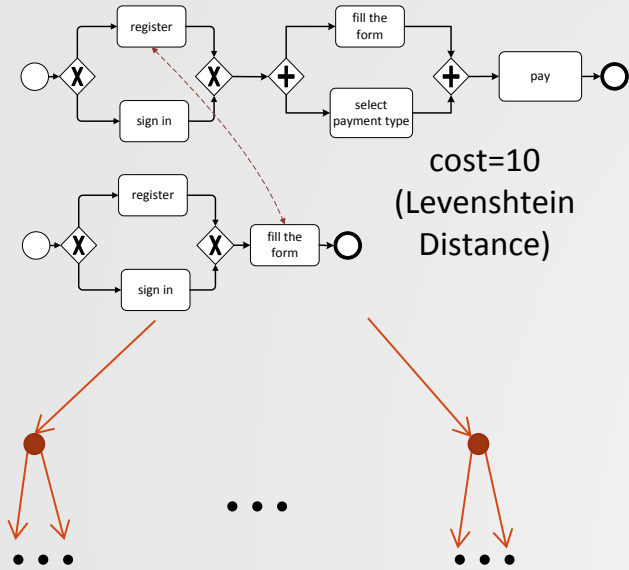 register
X
sign in
X
+
fill the
form
select
payment type
+
pay
cost=10
(Levenshtein
Distance)
register
X
sign in
X
fill the
form